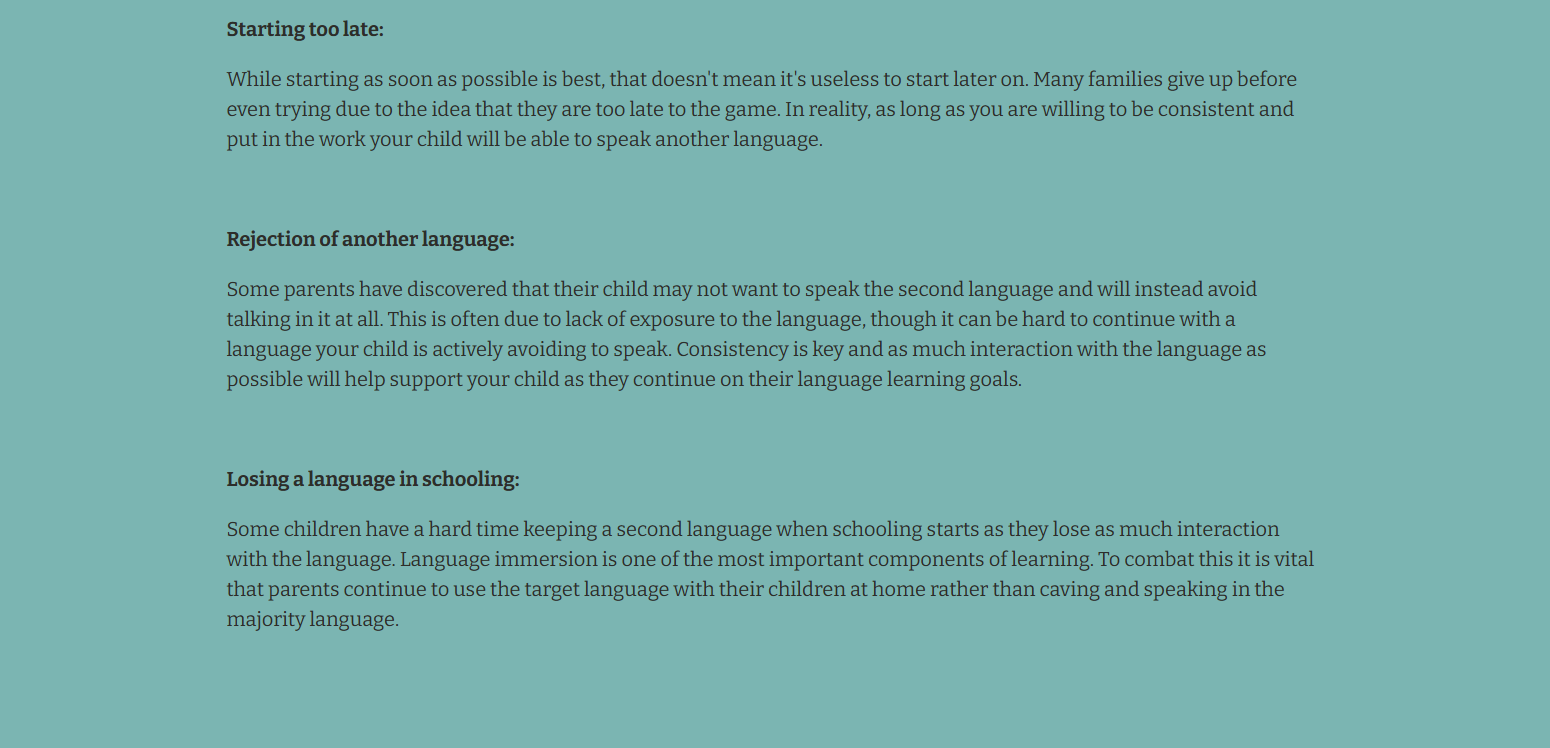 Starting too late:
While starting as soon as possible is best, that doesn't mean it's useless to start later on. Many families give up before
even trying due to the idea that they are too late to the game. In reality, as long as you are willing to be consistent and
put in the work your child will be able to speak another language.
Rejection of another language:
Some parents have discovered that their child may not want to speak the second language and will instead avoid
talking in it at all. This is often due to lack of exposure to the language, though it can be hard to continue with a
language your child is actively avoiding to speak. Consistency is key and as much interaction with the language as
possible will help support your child as they continue on their language learning goals.
Losing a language in schooling:
Some children have a hard time keeping a second language when schooling starts as they lose as much interaction
with the language. Language immersion is one of the most important components of learning. To combat this it is vital
that parents continue to use the target language with their children at home rather than caving and speaking in the
majority language.